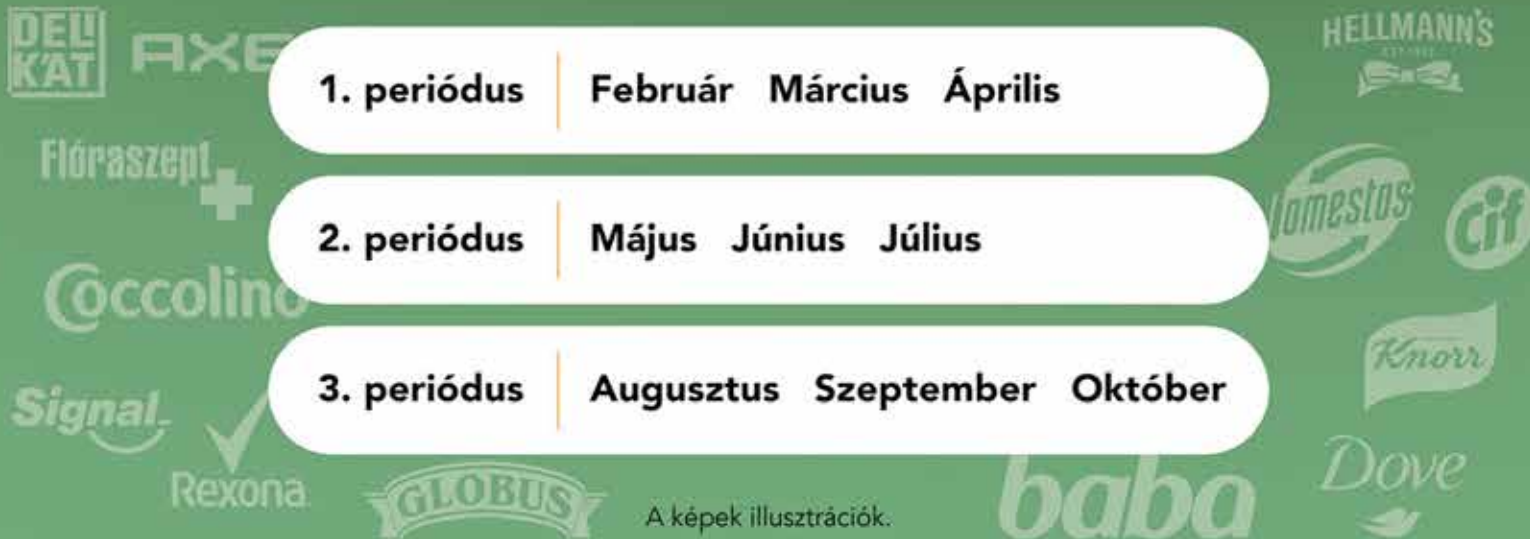 DELI
K'AT
AXE
HELLMANN'S
1. periódus Február Március Április
Flóraszept
Domestos
Cif
2. periódus Május Június Július
Coccolino
Knorr
3. periódus Augusztus Szeptember Október
Signal
Rexona
GLOBUS
baba
Dove
A képek illusztrációk.